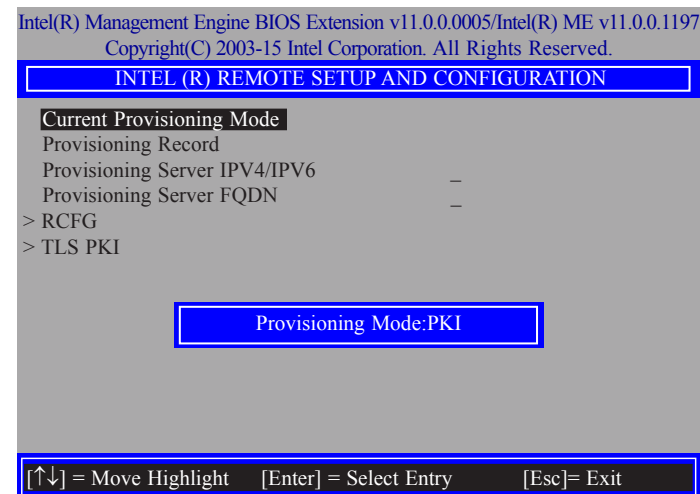 Intel(R) Management Engine BIOS Extension v11.0.0.0005/Intel(R) ME v11.0.0.1197
Copyright(C) 2003-15 Intel Corporation. All Rights Reserved.
INTEL (R) REMOTE SETUP AND CONFIGURATION
Current Provisioning Mode
Provisioning Record
Provisioning Server IPV4/IPV6 _
Provisioning Server FQDN _
> RCFG
> TLS PKI
Provisioning Mode:PKI
[↑↓] = Move Highlight [Enter] = Select Entry [Esc]= Exit